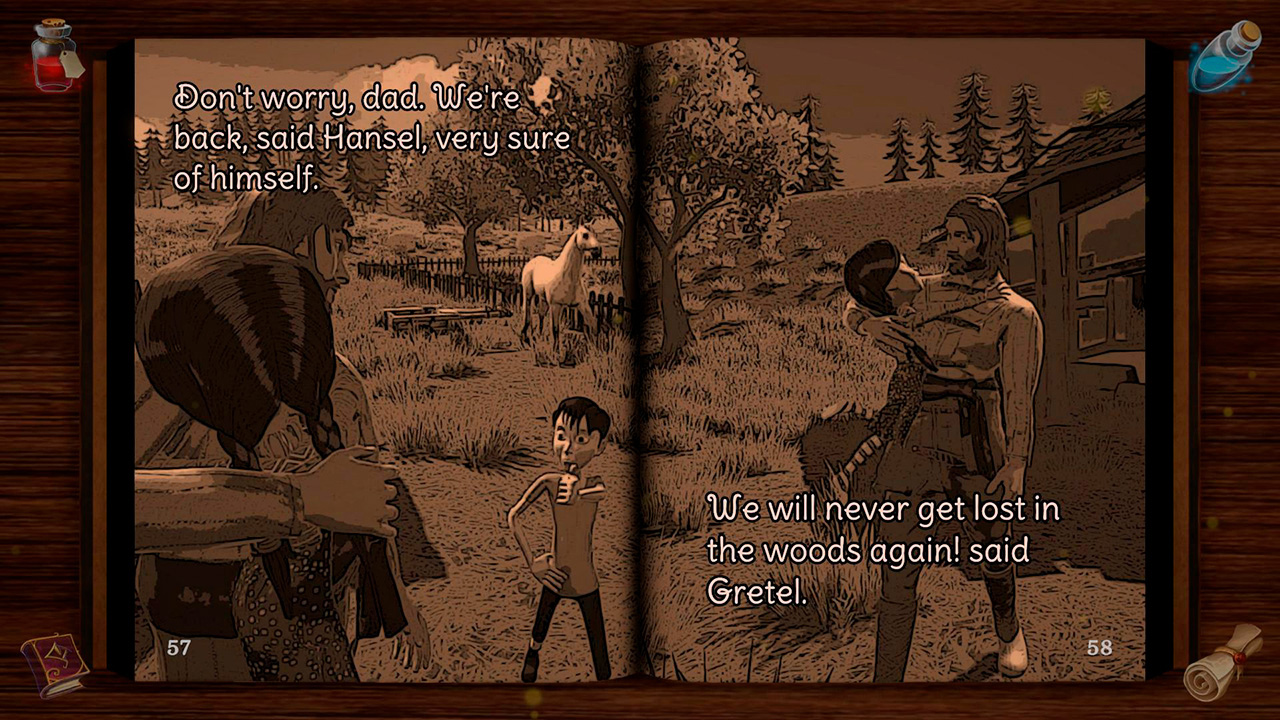 Don't worry, dad. We're
back, said Hansel, very sure
of himself.
57
We will never get lost in
the woods again! said
Gretel.
58